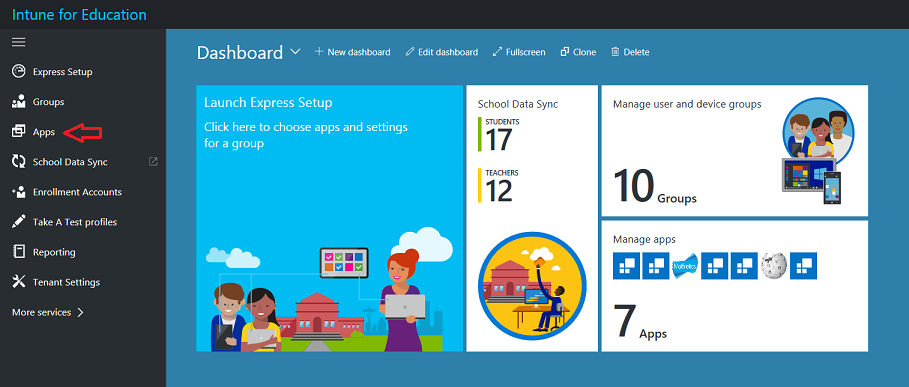 Intune for Education
Express Setup
Groups
Apps
School Data Sync
Enrollment Accounts
Take A Test profiles
Reporting
Tenant Settings
More services
Dashboard
New dashboard
Edit dashboard
Fullscreen
Clone
Delete
Launch Express Setup
Click here to choose apps and settings
for a group
School Data Sync
STUDENTS
17
TEACHERS
12
Manage user and device groups
10 Groups
Manage apps
7 Apps